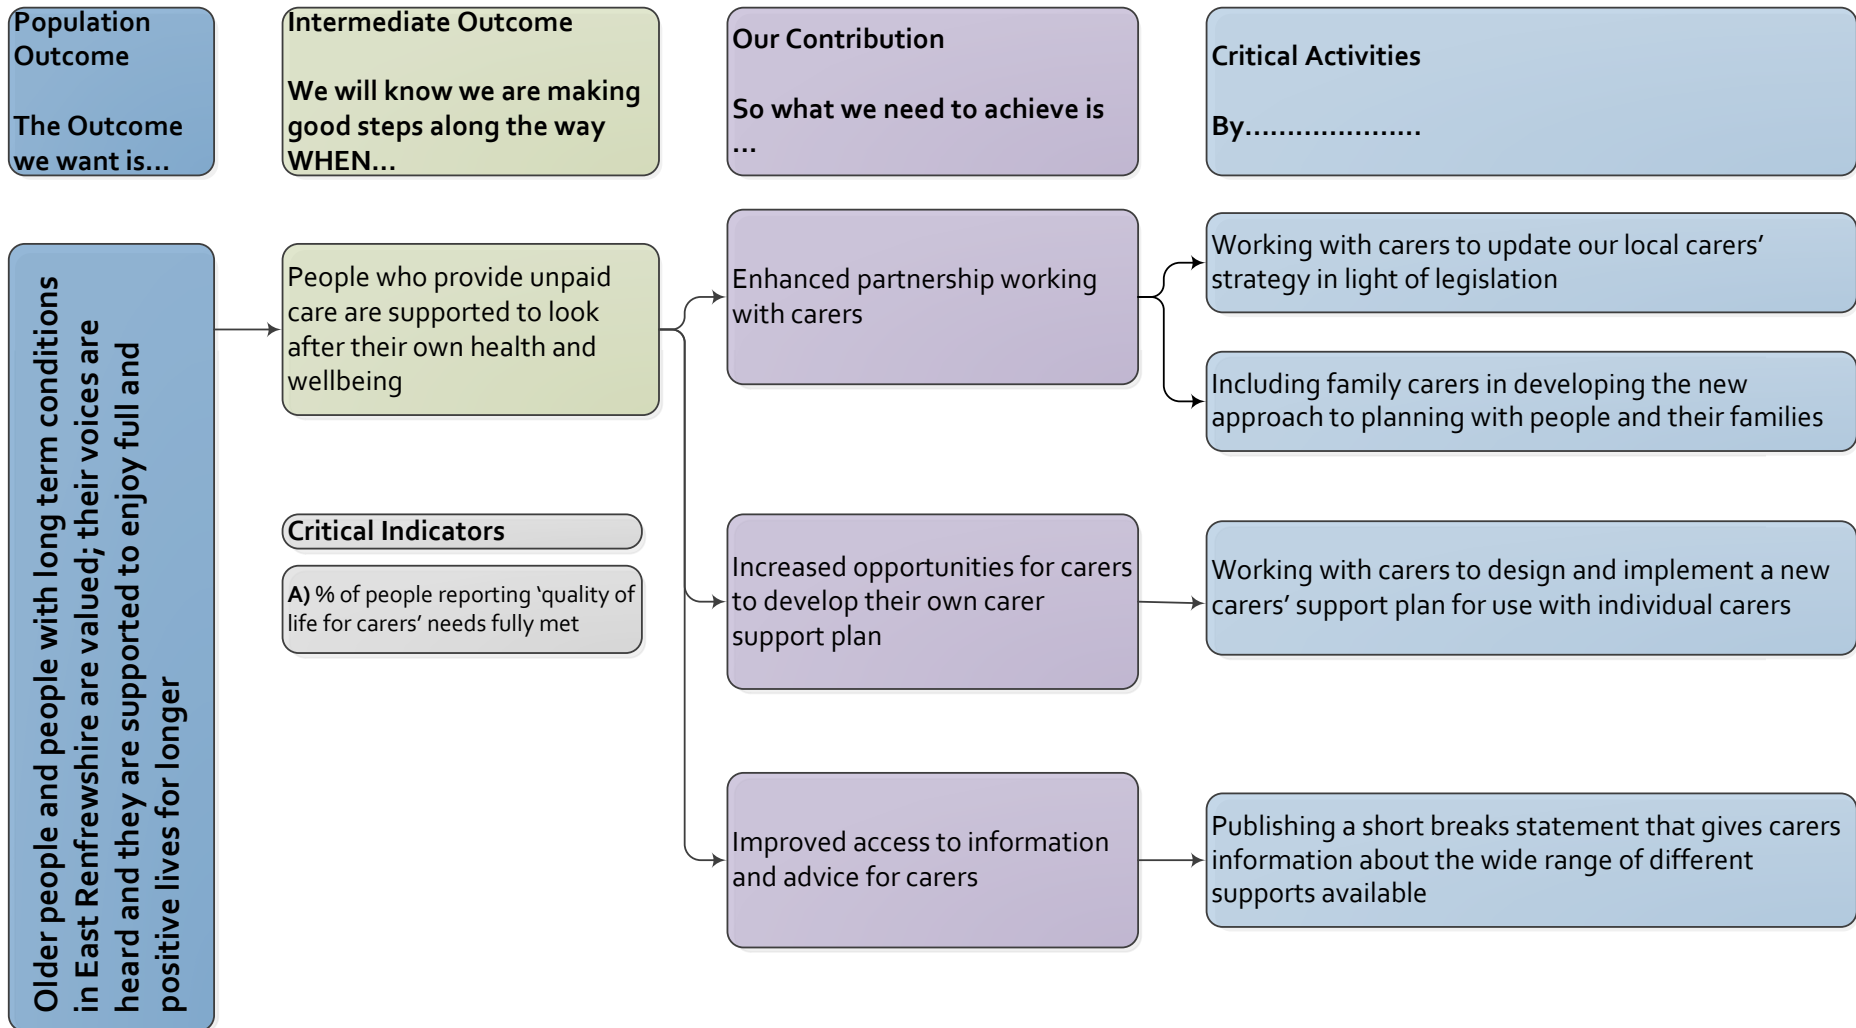 Population
Outcome
The Outcome
we want is...
Intermediate Outcome
We will know we are making
good steps along the way
WHEN...
Our Contribution
So what we need to achieve is
...
Critical Activities
By.....................
Older people and people with long term conditions
in East Renfrewshire are valued; their voices are
heard and they are supported to enjoy full and
positive lives for longer
People who provide unpaid
care are supported to look
after their own health and
wellbeing
Critical Indicators
A) % of people reporting ‘quality of
life for carers’ needs fully met
Enhanced partnership working
with carers
Increased opportunities for carers
to develop their own carer
support plan
Improved access to information
and advice for carers
Working with carers to update our local carers’
strategy in light of legislation
Including family carers in developing the new
approach to planning with people and their families
Working with carers to design and implement a new
carers’ support plan for use with individual carers
Publishing a short breaks statement that gives carers
information about the wide range of different
supports available